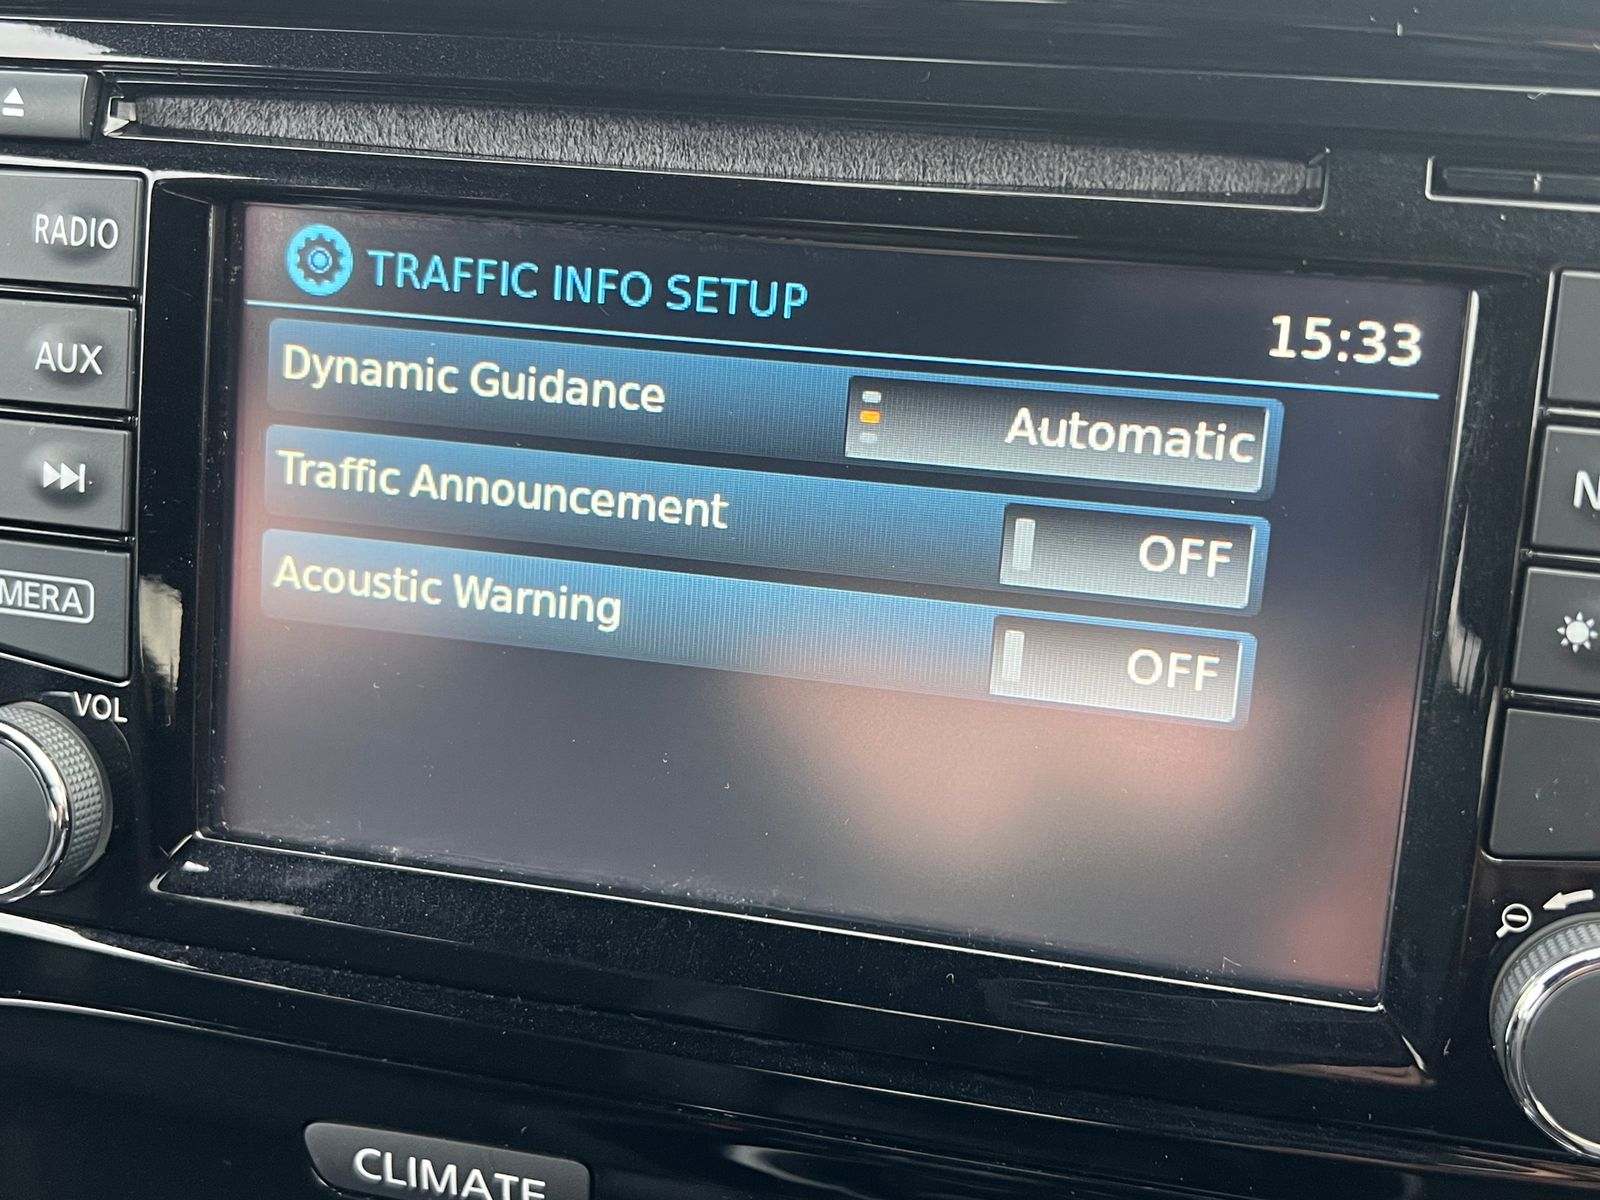 RADIO
AUX
MERA
VOL
TRAFFIC INFO SETUP
15:33
Dynamic Guidance
Automatic
Traffic Announcement
OFF
Acoustic Warning
OFF
N
CLIMATE